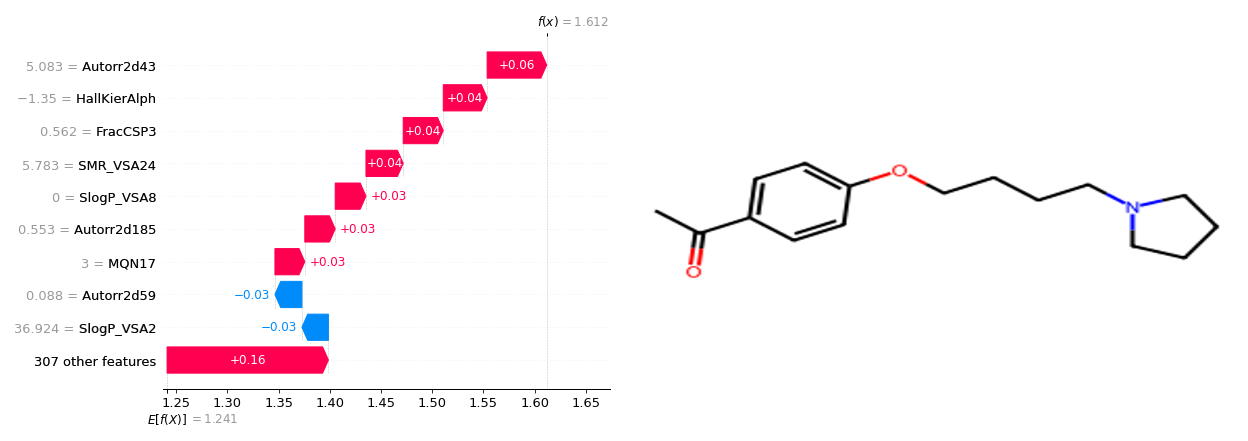 f(x) = 1.612
5.083 = Autorr2d43 +0.06
−1.35 = HallKierAlph +0.04
0.562 = FracCSP3 +0.04
5.783 = SMR_VSA24 +0.04
0 = SlogP_VSA8 +0.03
0.553 = Autorr2d185 +0.03
3 = MQN17 +0.03
0.088 = Autorr2d59 −0.03
36.924 = SlogP_VSA2 −0.03
307 other features +0.16
1.25 1.30 1.35 1.40 1.45 1.50 1.55 1.60 1.65
E[f(X)] = 1.241
O
N
O